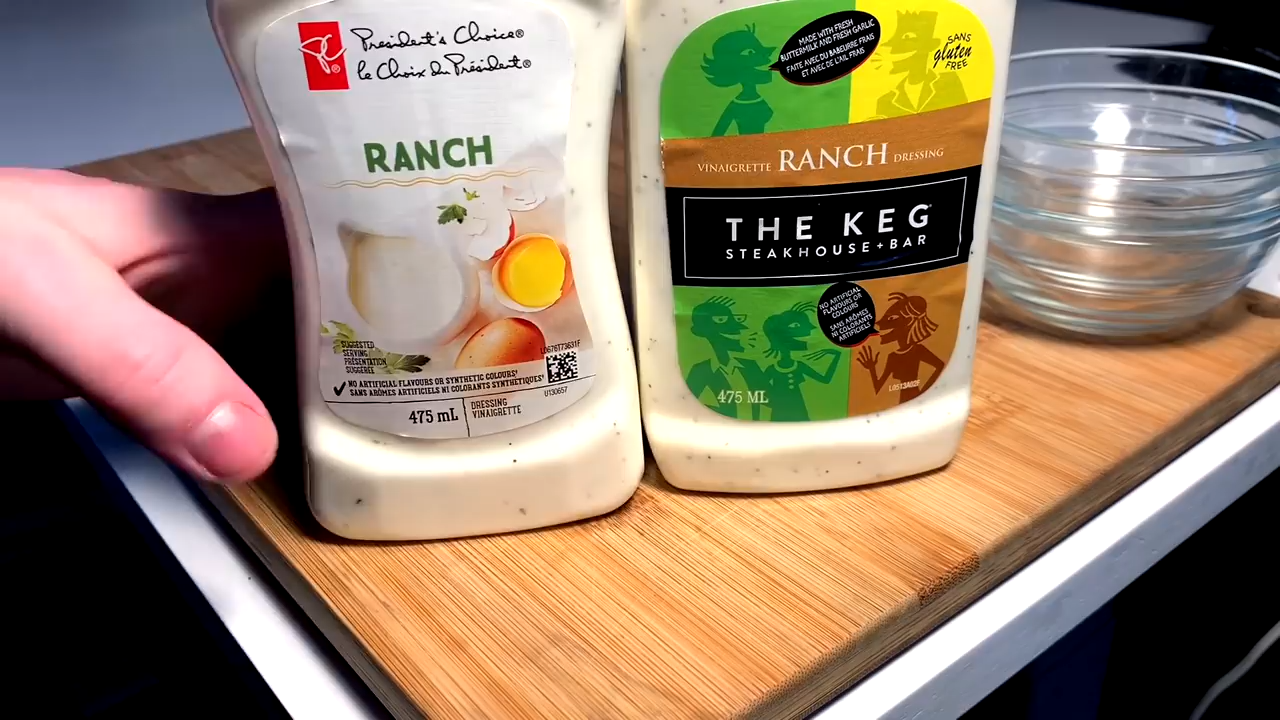 President's Choice®
le Choix du Président®
RANCH
SUGGESTED
SERVING
PRÉSENTATION
SUGGÉRÉE
L0676T73631F
NO ARTIFICIAL FLAVOURS OR SYNTHETIC COLOURS
SANS ARÔMES ARTIFICIELS NI COLORANTS SYNTHÉTIQUES
U130657
475 mL
DRESSING
VINAIGRETTE
MADE WITH FRESH
BUTTERMILK AND FRESH GARLIC
FAITE AVEC DU BABEURRE FRAIS
ET AVEC DE L'AIL FRAIS
SANS
gluten
FREE
VINAIGRETTE RANCH DRESSING
THE KEG
STEAKHOUSE + BAR
NO ARTIFICIAL
FLAVOURS OR
COLOURS
SANS ARÔMES
NI COLORANTS
ARTIFICIELS
475 ML